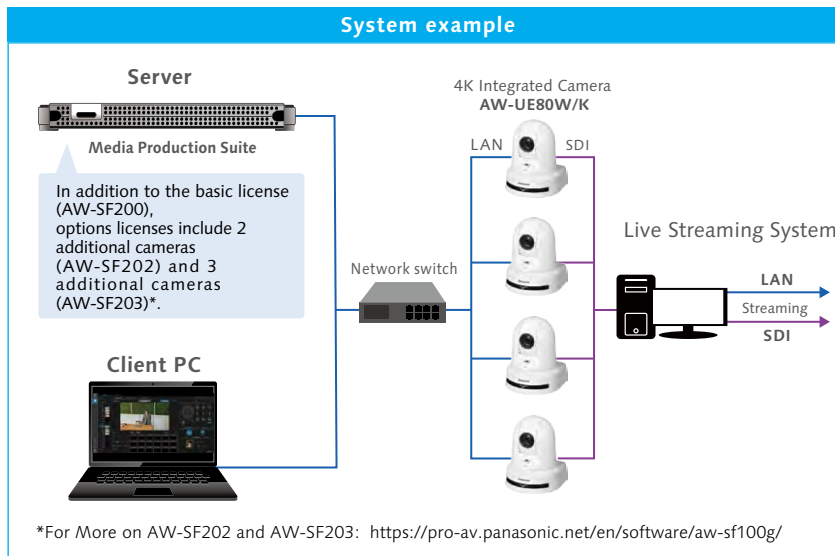 System example
Server
Media Production Suite
In addition to the basic license
(AW-SF200),
options licenses include 2
additional cameras
(AW-SF202) and 3
additional cameras
(AW-SF203)*.
Client PC
Network switch
4K Integrated Camera
AW-UE80W/K
LAN
SDI
Live Streaming System
LAN
Streaming
SDI
*For More on AW-SF202 and AW-SF203: https://pro-av.panasonic.net/en/software/aw-sf100g/